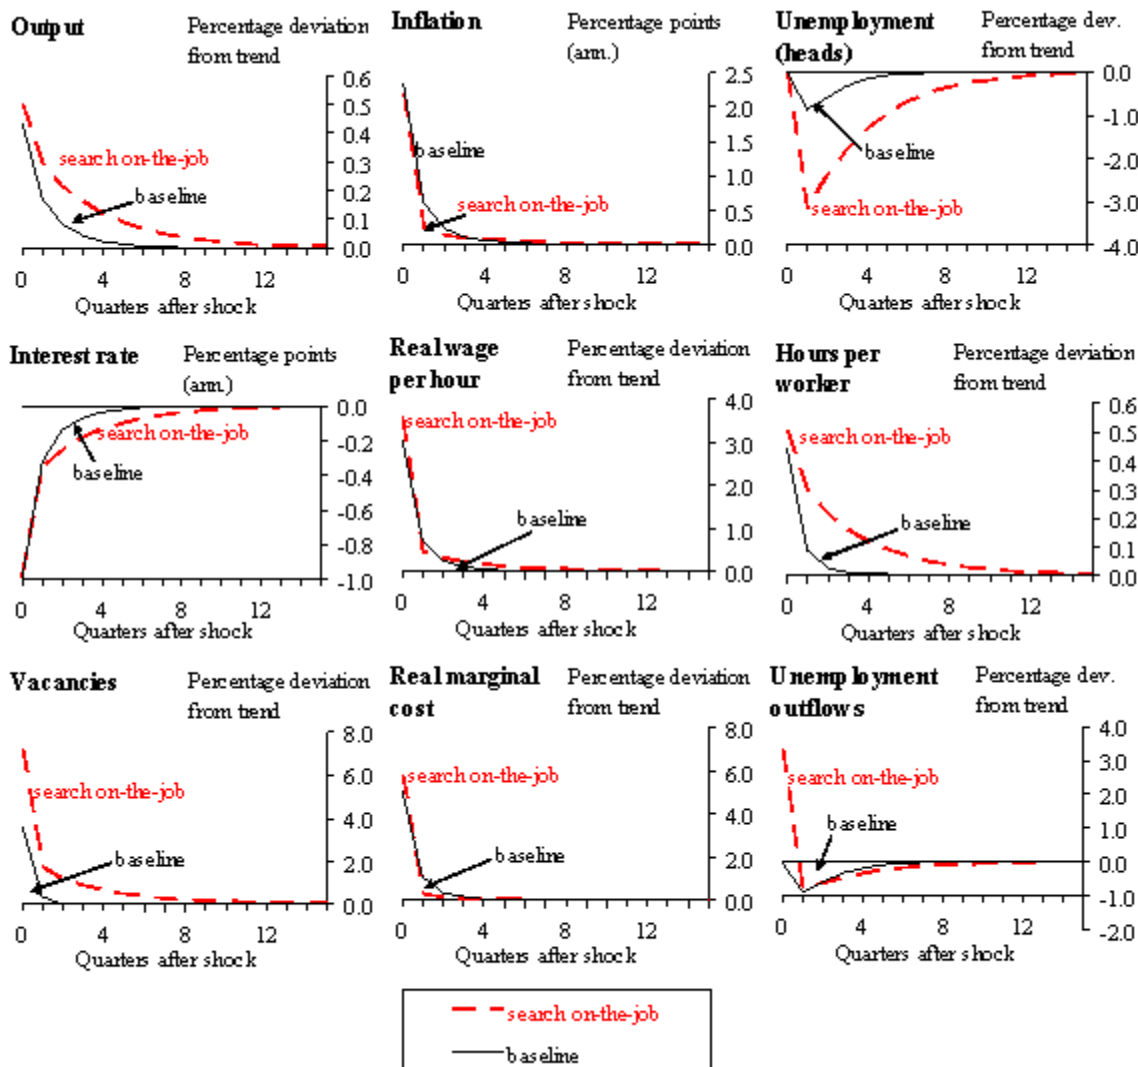 Output
Percentage deviation
from trend
0.6
0.5
0.4
0.3
0.2
0.1
0.0
search on-the-job
baseline
0 4 8 12
Quarters after shock
Inflation
Percentage points
(ann.)
2.5
2.0
1.5
1.0
0.5
0.0
baseline
search on-the-job
0 4 8 12
Quarters after shock
Unemployment
(heads)
Percentage dev.
from trend
0.0
-1.0
-2.0
-3.0
-4.0
baseline
search on-the-job
0 4 8 12
Quarters after shock
Interest rate
Percentage points
(ann.)
0.0
-0.2
-0.4
-0.6
-0.8
-1.0
search on-the-job
baseline
0 4 8 12
Quarters after shock
Real wage
per hour
Percentage deviation
from trend
4.0
3.0
2.0
1.0
0.0
search on-the-job
baseline
0 4 8 12
Quarters after shock
Hours per
worker
Percentage deviation
from trend
0.6
0.5
0.4
0.3
0.2
0.1
0.0
search on-the-job
baseline
0 4 8 12
Quarters after shock
Vacancies
Percentage deviation
from trend
8.0
6.0
4.0
2.0
0.0
search on-the-job
baseline
0 4 8 12
Quarters after shock
Real marginal
cost
Percentage deviation
from trend
8.0
6.0
4.0
2.0
0.0
search on-the-job
baseline
0 4 8 12
Quarters after shock
Unemployment
outflows
Percentage dev.
from trend
4.0
3.0
2.0
1.0
0.0
-1.0
-2.0
search on-the-job
baseline
0 4 8 12
Quarters after shock
search on-the-job
baseline